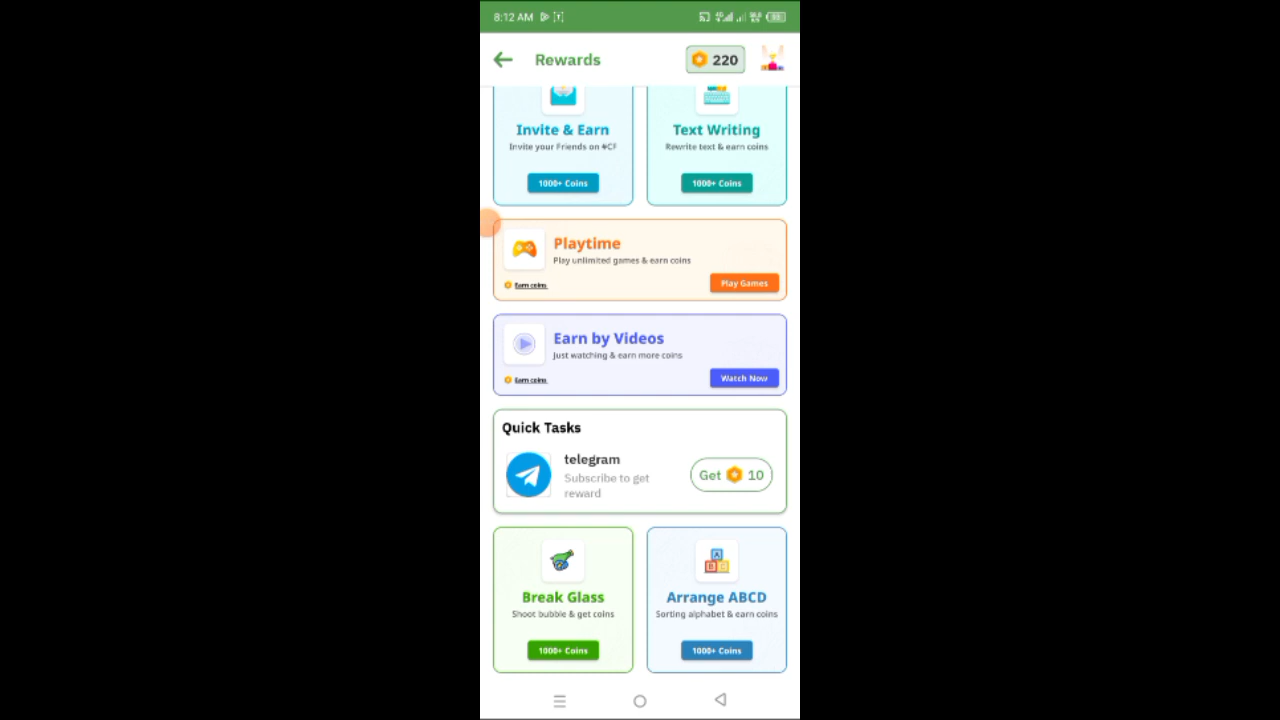 8:12 AM
Rewards
220
Invite & Earn
Text Writing
Invite your Friends on #CF
Rewrite text & earn coins
1000+ Coins
1000+ Coins
Playtime
Play unlimited games & earn coins
Earn coins
Play Games
Earn by Videos
Just watching & earn more coins
Earn coins
Watch Now
Quick Tasks
telegram
Subscribe to get
reward
Get 10
Break Glass
Arrange ABCD
Shoot bubble & get coins
Sorting alphabet & earn coins
1000+ Coins
1000+ Coins